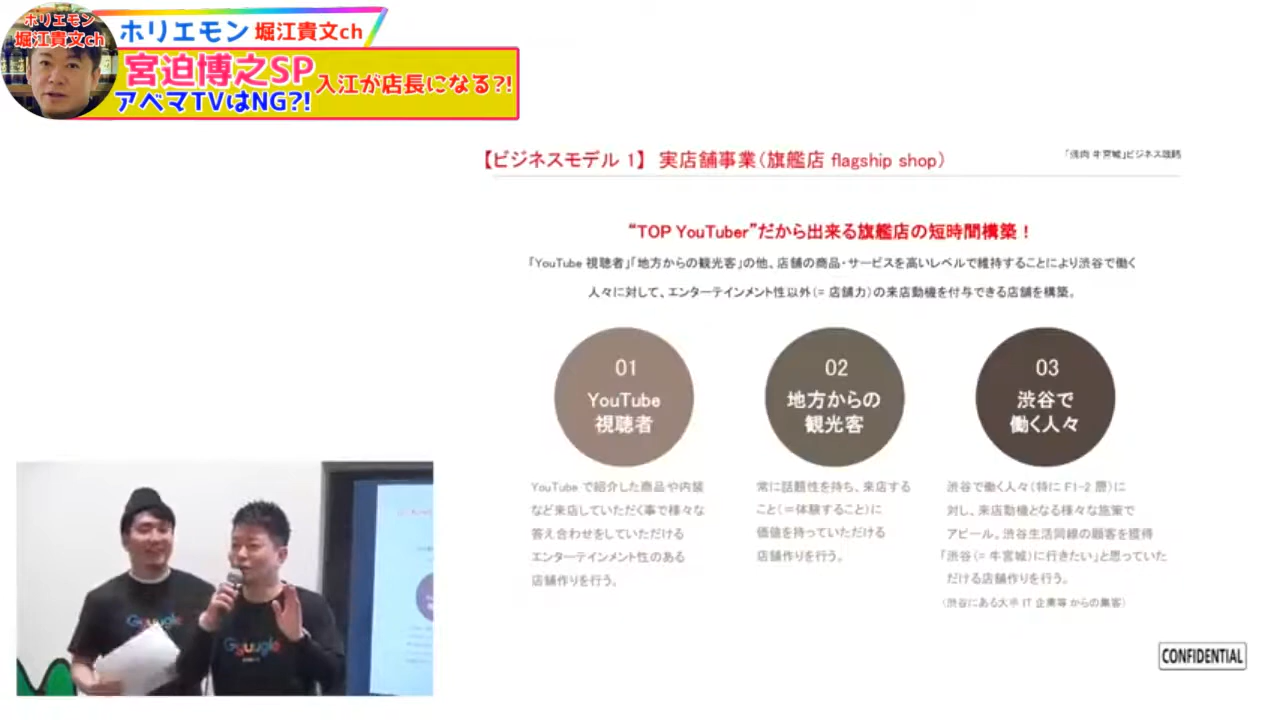 ホリエモン
堀江貴文ch
ホリエモン 堀江貴文ch
宮迫博之SP
アベマTVはNG?!
入江が店長になる?!
【ビジネスモデル 1】 実店舗事業(旗艦店 flagship shop)
「焼肉 牛宮城」ビジネス戦略
“TOP YouTuber”だから出来る旗艦店の短時間構築！
「YouTube 視聴者」「地方からの観光客」の他、店舗の商品・サービスを高いレベルで維持することにより渋谷で働く
人々に対して、エンターテインメント性以外(= 店舗力)の来店動機を付与できる店舗を構築。
01
YouTube
視聴者
YouTube で紹介した商品や内装
など来店していただく事で様々な
答え合わせをしていただける
エンターテインメント性のある
店舗作りを行う。
02
地方からの
観光客
常に話題性を持ち、来店する
こと(＝体験すること)に
価値を持っていただける
店舗作りを行う。
03
渋谷で
働く人々
渋谷で働く人々(特に F1-2 層)に
対し、来店動機となる様々な施策で
アピール。渋谷生活同線の顧客を獲得
「渋谷(= 牛宮城)に行きたい」と思っていた
だける店舗作りを行う。
(渋谷にある大手 IT 企業等 からの集客)
Gyuugle
Gyuugle
CONFIDENTIAL